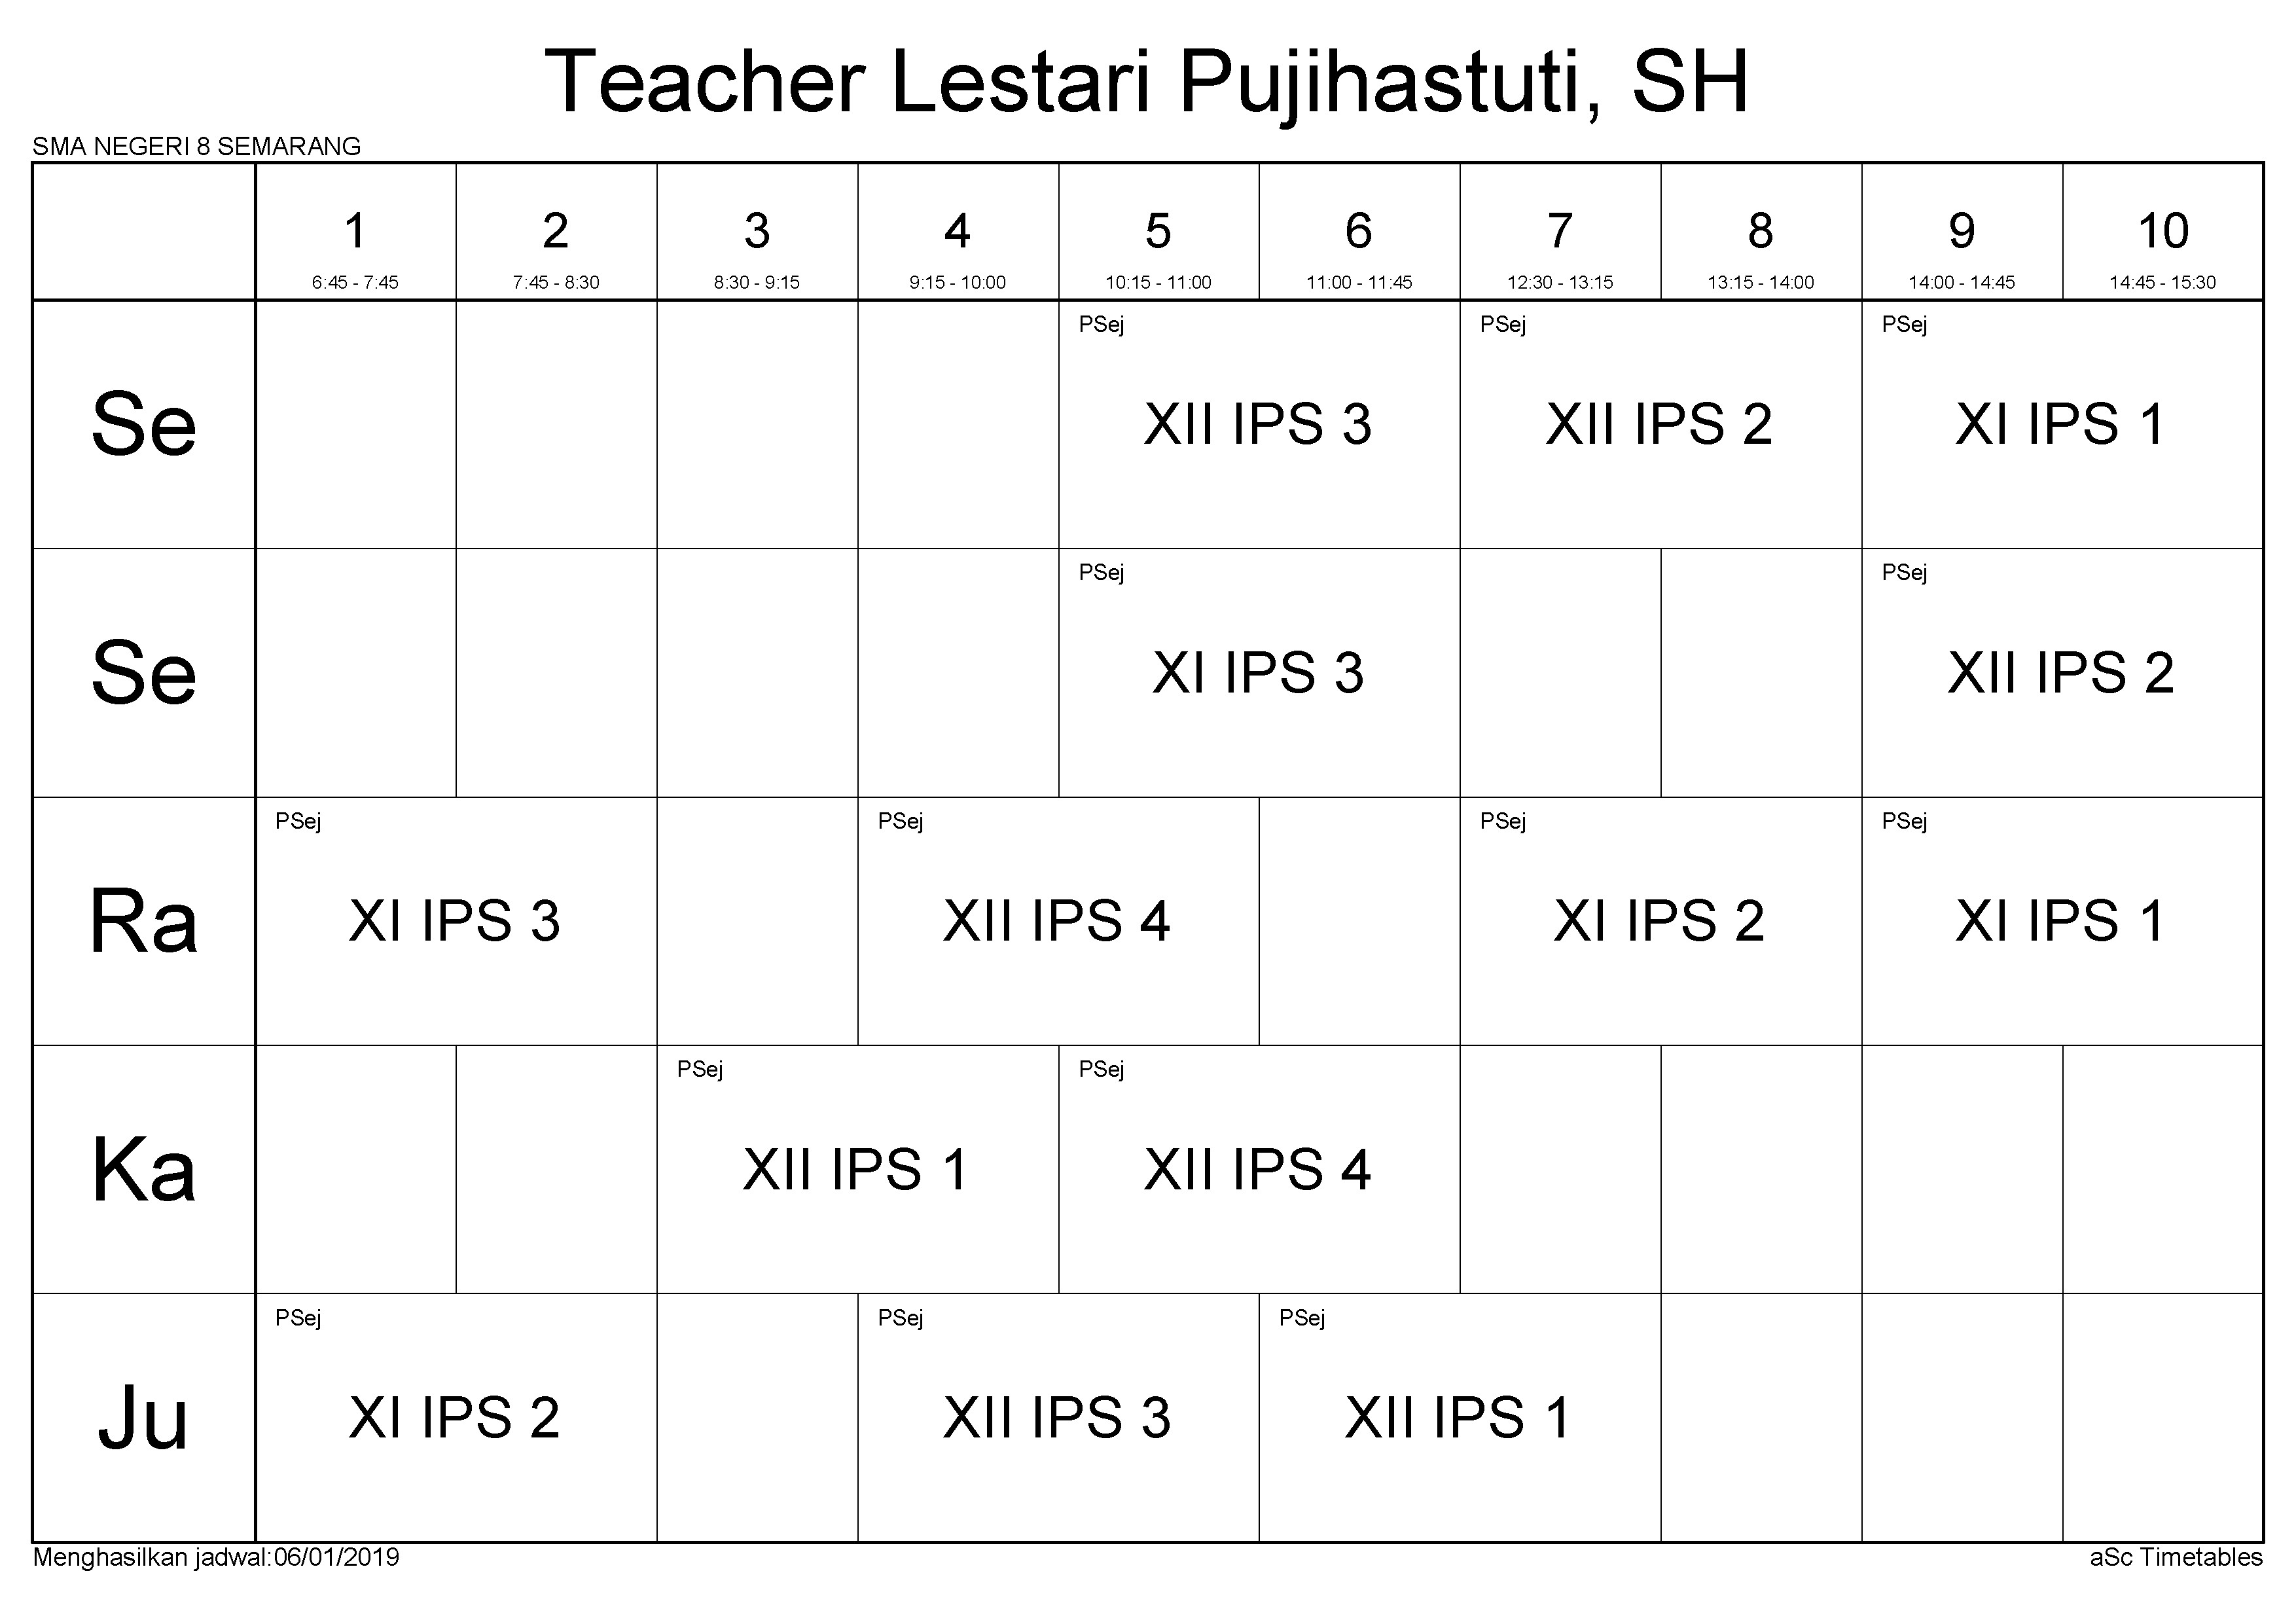 Teacher Lestari Pujihastuti, SH
SMA NEGERI 8 SEMARANG
1 2 3 4 5 6 7 8 9 10
6:45 - 7:45 7:45 - 8:30 8:30 - 9:15 9:15 - 10:00 10:15 - 11:00 11:00 - 11:45 12:30 - 13:15 13:15 - 14:00 14:00 - 14:45 14:45 - 15:30
PSej PSej PSej
Se XII IPS 3 XII IPS 2 XI IPS 1
PSej PSej
Se XI IPS 3 XII IPS 2
PSej PSej PSej PSej
Ra XI IPS 3 XII IPS 4 XI IPS 2 XI IPS 1
PSej PSej
Ka XII IPS 1 XII IPS 4
PSej PSej PSej
Ju XI IPS 2 XII IPS 3 XII IPS 1
Menghasilkan jadwal:06/01/2019 aSc Timetables